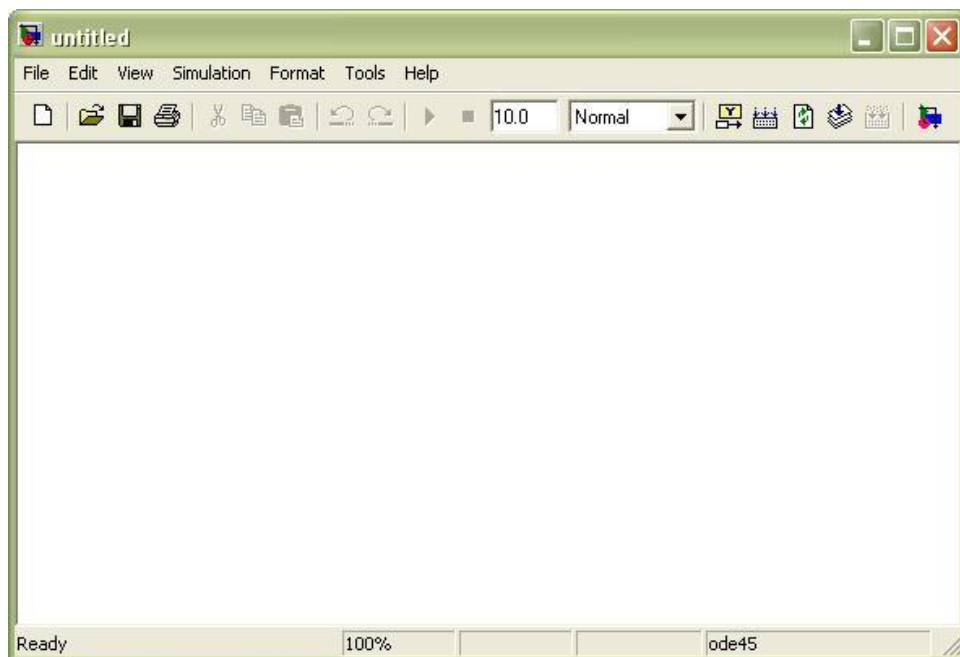 untitled
File Edit View Simulation Format Tools Help
10.0 Normal
Ready 100% ode45